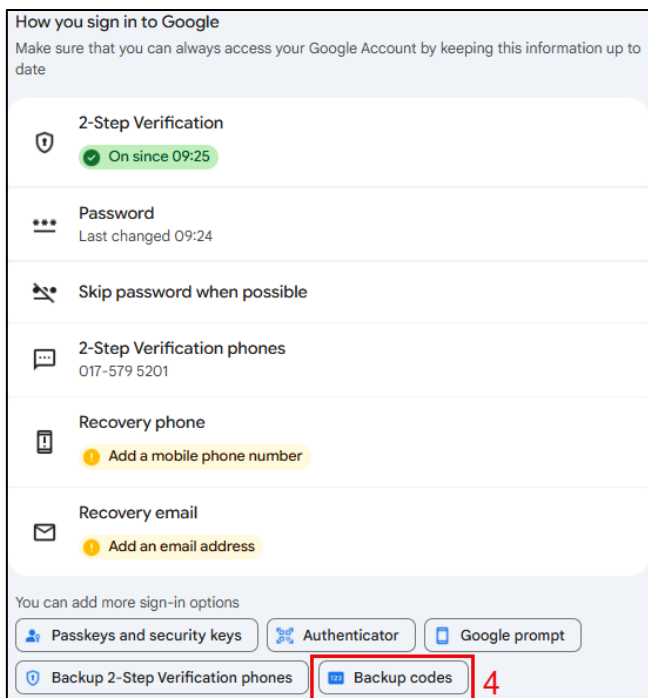 How you sign in to Google
Make sure that you can always access your Google Account by keeping this information up to
date
2-Step Verification
On since 09:25
Password
Last changed 09:24
Skip password when possible
2-Step Verification phones
017-579 5201
Recovery phone
Add a mobile phone number
Recovery email
Add an email address
You can add more sign-in options
Passkeys and security keys Authenticator Google prompt
Backup 2-Step Verification phones 123 Backup codes 4